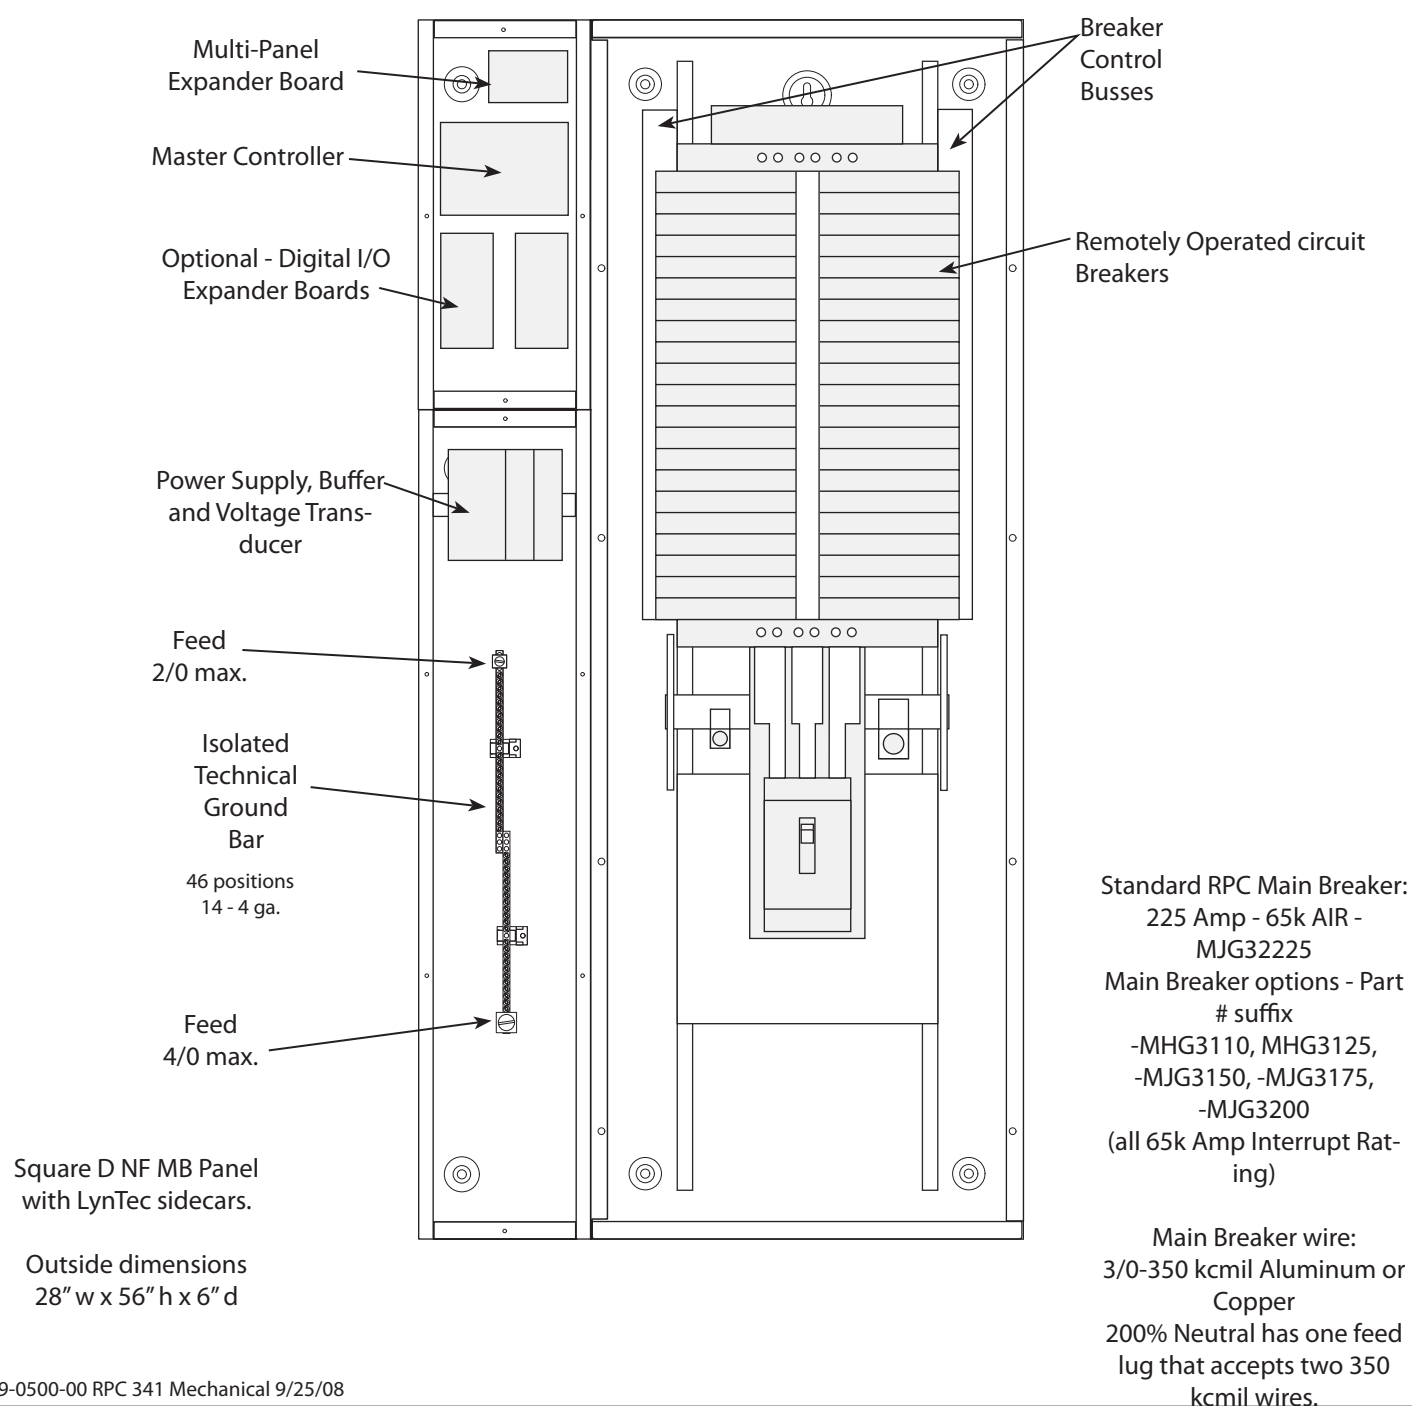 Multi-Panel
Expander Board
Master Controller
Optional - Digital I/O
Expander Boards
Power Supply, Buffer
and Voltage Trans-
ducer
Feed
2/0 max.
Isolated
Technical
Ground
Bar
46 positions
14 - 4 ga.
Feed
4/0 max.
Square D NF MB Panel
with LynTec sidecars.
Outside dimensions
28” w x 56” h x 6” d
9-0500-00 RPC 341 Mechanical 9/25/08
Breaker
Control
Busses
Remotely Operated circuit
Breakers
Standard RPC Main Breaker:
225 Amp - 65k AIR -
MJG32225
Main Breaker options - Part
# suffix
-MHG3110, MHG3125,
-MJG3150, -MJG3175,
-MJG3200
(all 65k Amp Interrupt Rat-
ing)
Main Breaker wire:
3/0-350 kcmil Aluminum or
Copper
200% Neutral has one feed
lug that accepts two 350
kcmil wires.